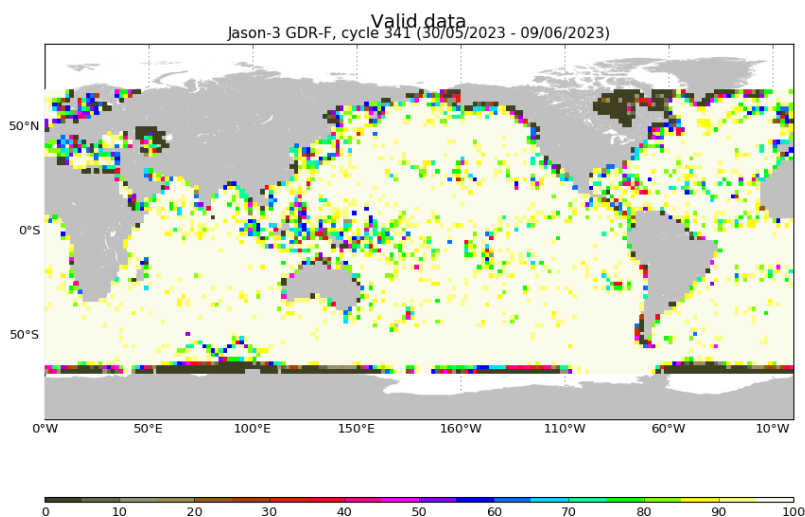 Valid data
Jason-3 GDR-F, cycle 341 (30/05/2023 - 09/06/2023)
50°N
0°S
50°S
0°W 50°E 100°E 150°E 160°W 110°W 60°W 10°W
0 10 20 30 40 50 60 70 80 90 100